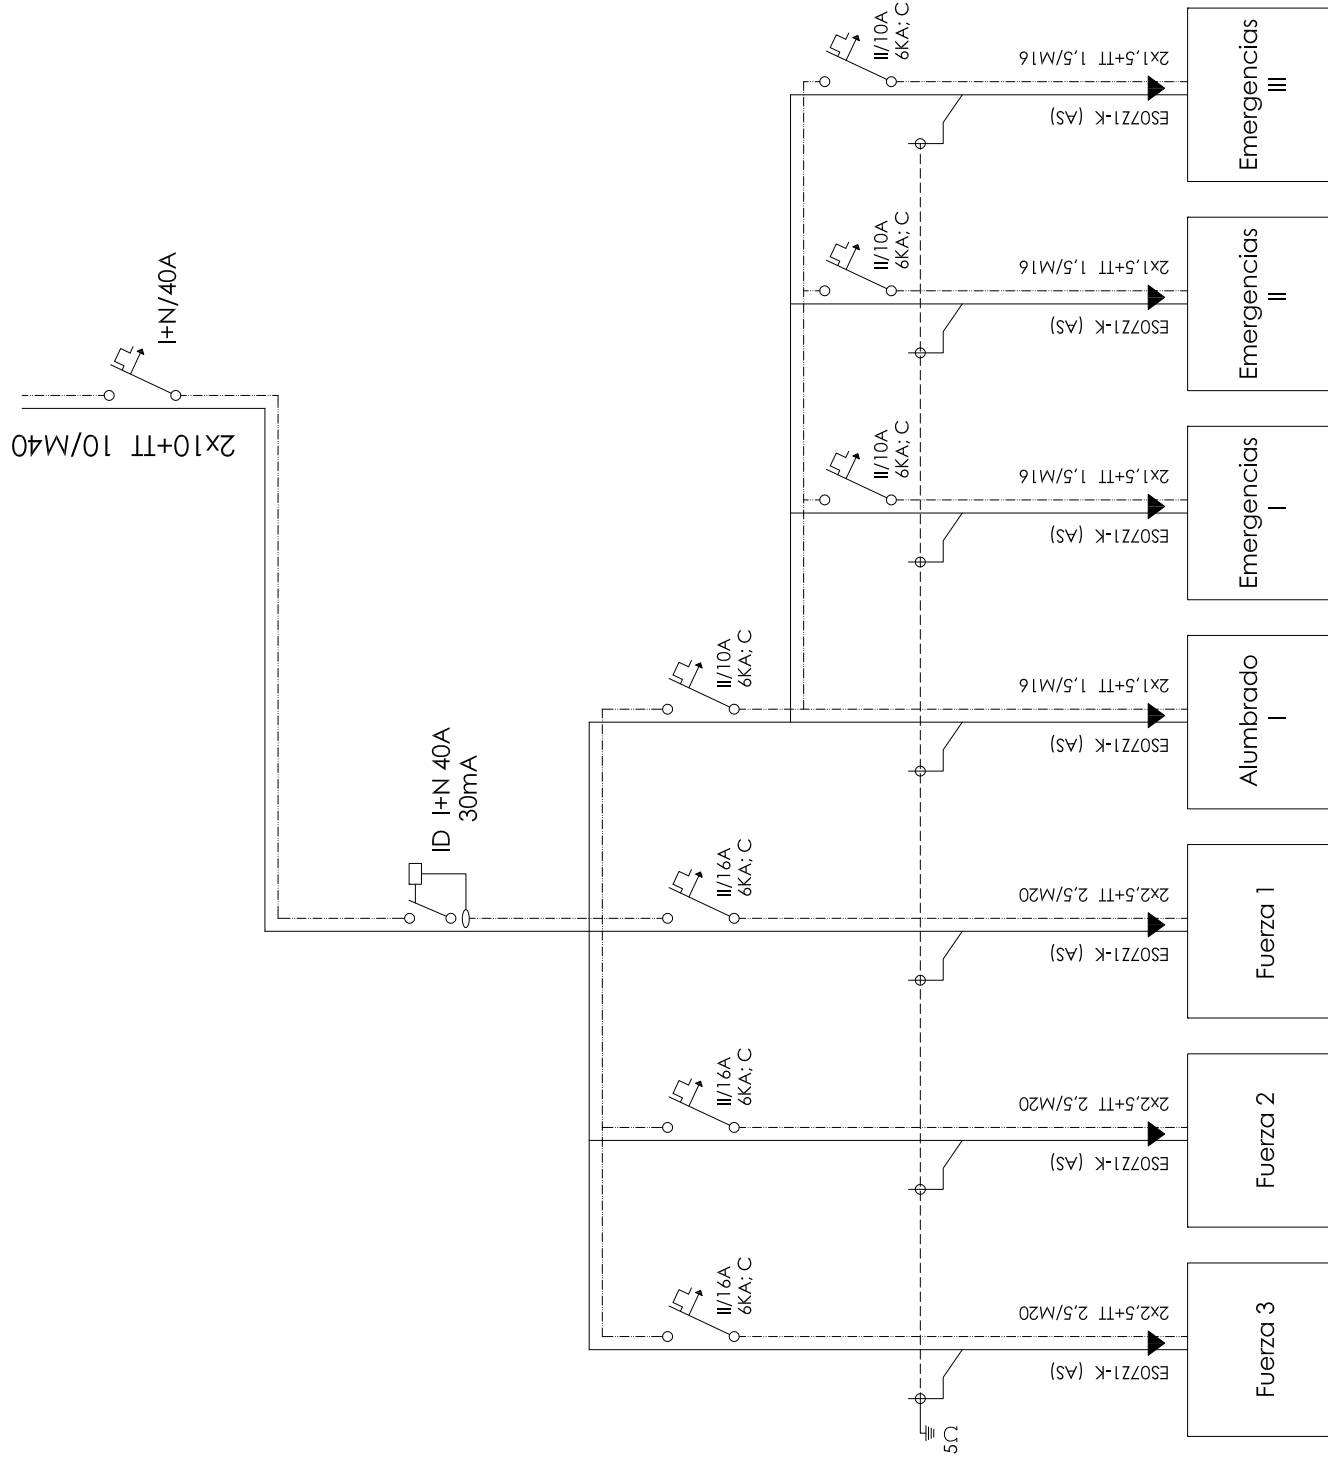 2x10+TT 10/M40
I+N/40A
ID I+N 40A
30mA
II/16A
6KA; C
II/16A
6KA; C
II/16A
6KA; C
II/10A
6KA; C
II/10A
6KA; C
II/10A
6KA; C
II/10A
6KA; C
5Ω
ES07Z1-K (AS)
2x2,5+TT 2,5/M20
Fuerza 3
ES07Z1-K (AS)
2x2,5+TT 2,5/M20
Fuerza 2
ES07Z1-K (AS)
2x2,5+TT 2,5/M20
Fuerza 1
ES07Z1-K (AS)
2x1,5+TT 1,5/M16
Alumbrado
I
ES07Z1-K (AS)
2x1,5+TT 1,5/M16
Emergencias
I
ES07Z1-K (AS)
2x1,5+TT 1,5/M16
Emergencias
II
ES07Z1-K (AS)
2x1,5+TT 1,5/M16
Emergencias
III